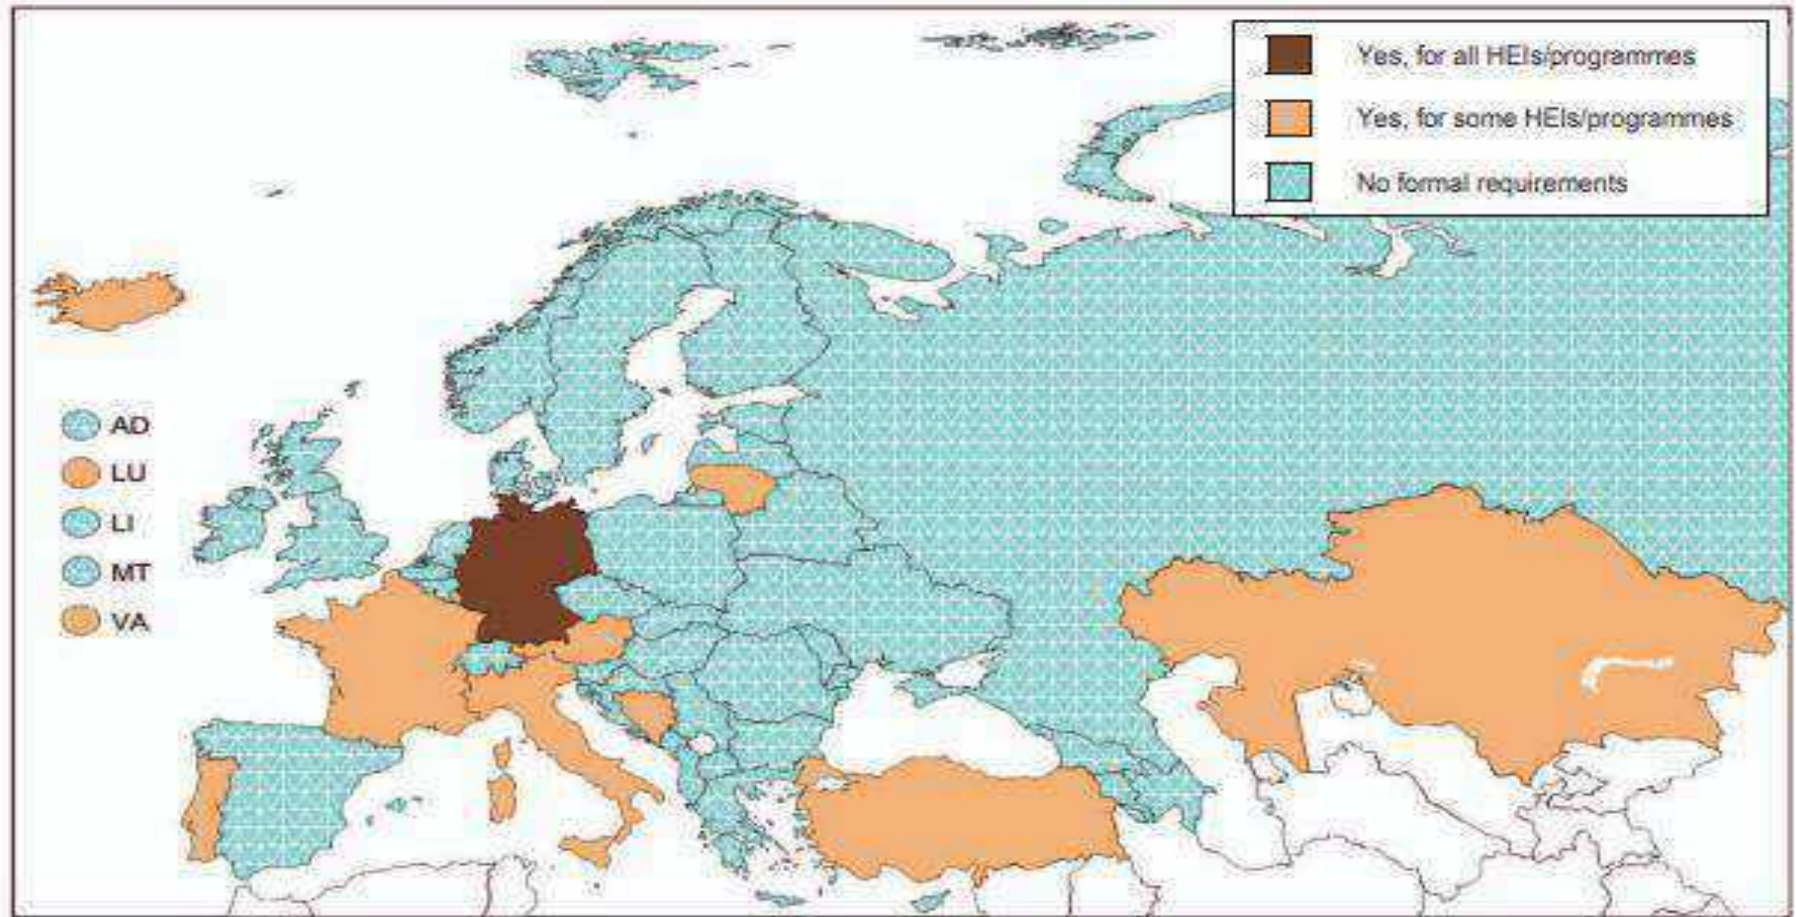 Yes, for all HEIs/programmes
Yes, for some HEIs/programmes
No formal requirements
AD
LU
LI
MT
VA